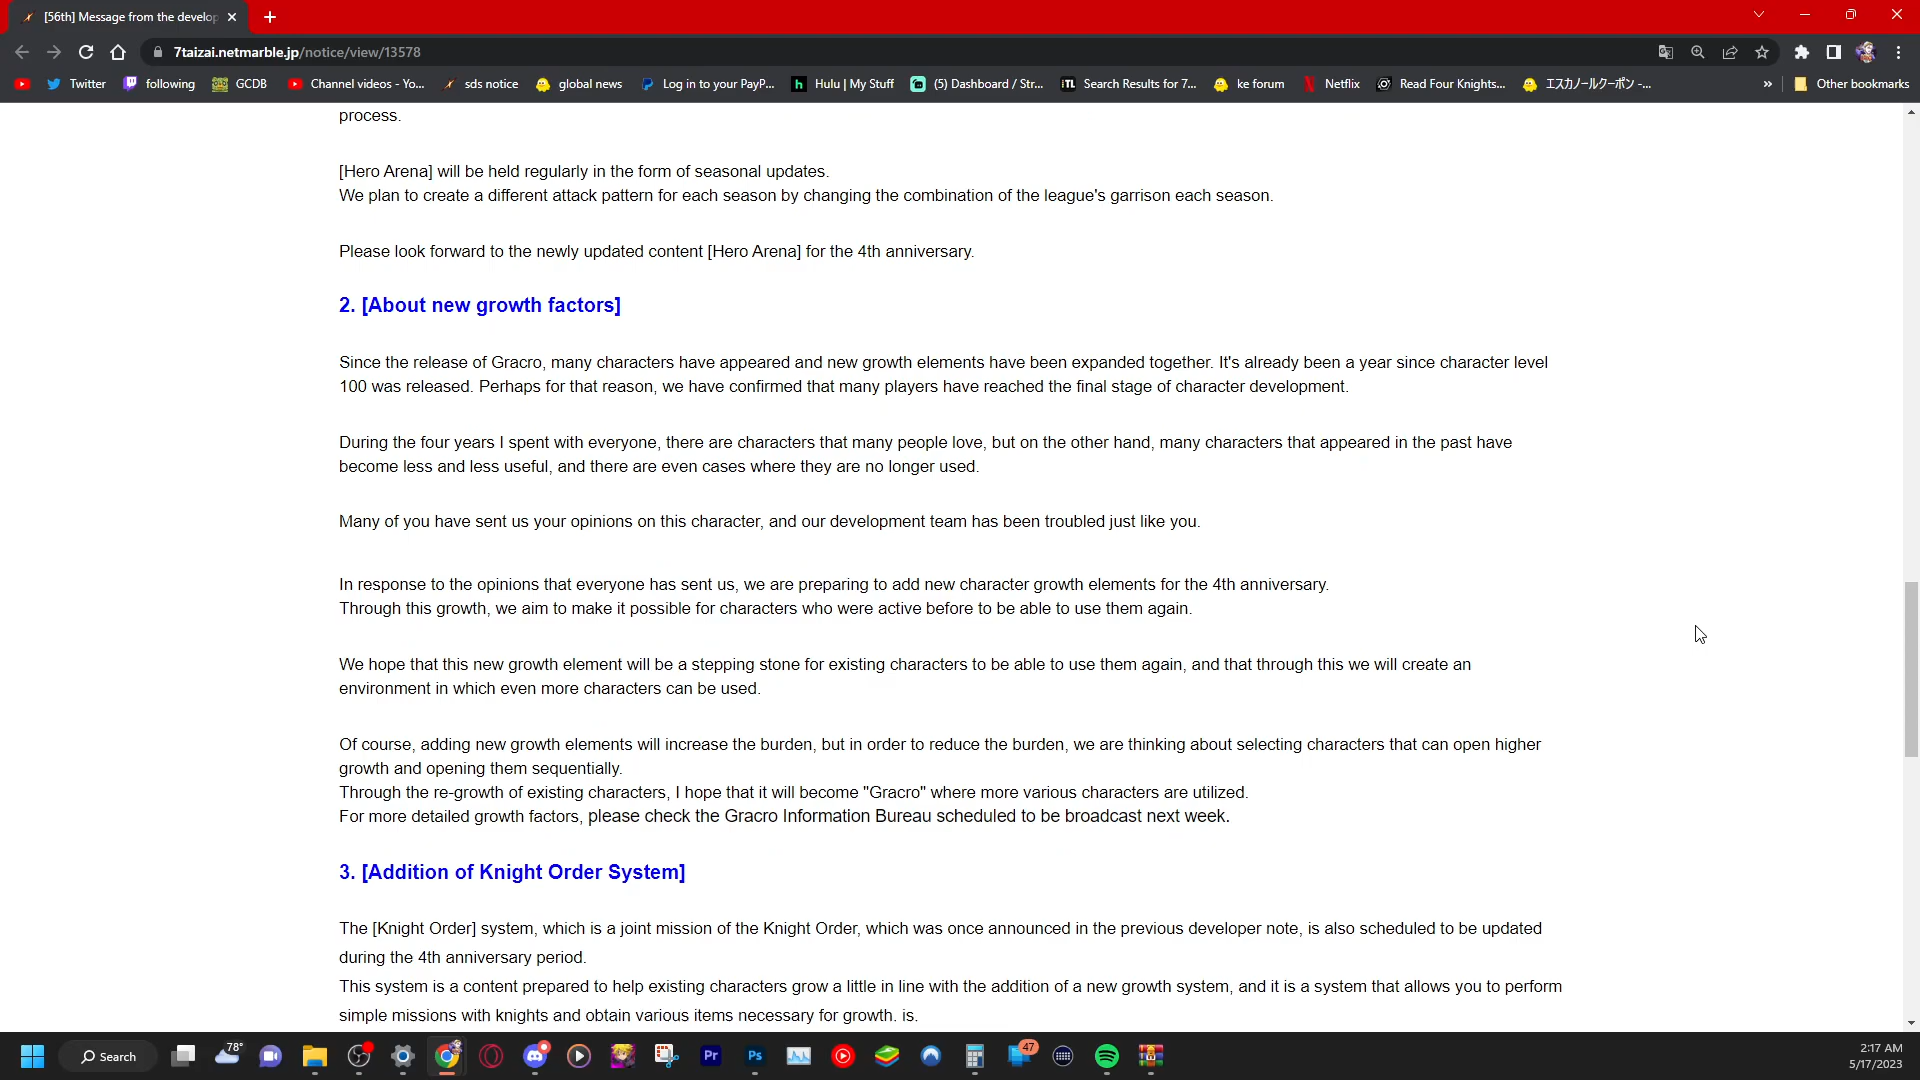 [56th] Message from the develop
7taizai.netmarble.jp/notice/view/13578
Twitter
following
GCDB
Channel videos - Yo...
sds notice
global news
Log in to your PayP...
Hulu | My Stuff
(5) Dashboard / Str...
Search Results for 7...
ke forum
Netflix
Read Four Knights...
エスカノールクーポン -...
»
Other bookmarks
process.
[Hero Arena] will be held regularly in the form of seasonal updates.
We plan to create a different attack pattern for each season by changing the combination of the league's garrison each season.
Please look forward to the newly updated content [Hero Arena] for the 4th anniversary.
2. [About new growth factors]
Since the release of Gracro, many characters have appeared and new growth elements have been expanded together. It's already been a year since character level
100 was released. Perhaps for that reason, we have confirmed that many players have reached the final stage of character development.
During the four years I spent with everyone, there are characters that many people love, but on the other hand, many characters that appeared in the past have
become less and less useful, and there are even cases where they are no longer used.
Many of you have sent us your opinions on this character, and our development team has been troubled just like you.
In response to the opinions that everyone has sent us, we are preparing to add new character growth elements for the 4th anniversary.
Through this growth, we aim to make it possible for characters who were active before to be able to use them again.
We hope that this new growth element will be a stepping stone for existing characters to be able to use them again, and that through this we will create an
environment in which even more characters can be used.
Of course, adding new growth elements will increase the burden, but in order to reduce the burden, we are thinking about selecting characters that can open higher
growth and opening them sequentially.
Through the re-growth of existing characters, I hope that it will become "Gracro" where more various characters are utilized.
For more detailed growth factors, please check the Gracro Information Bureau scheduled to be broadcast next week.
3. [Addition of Knight Order System]
The [Knight Order] system, which is a joint mission of the Knight Order, which was once announced in the previous developer note, is also scheduled to be updated
during the 4th anniversary period.
This system is a content prepared to help existing characters grow a little in line with the addition of a new growth system, and it is a system that allows you to perform
simple missions with knights and obtain various items necessary for growth. is.
Search
78°
Pr
Ps
47
2:17 AM
5/17/2023